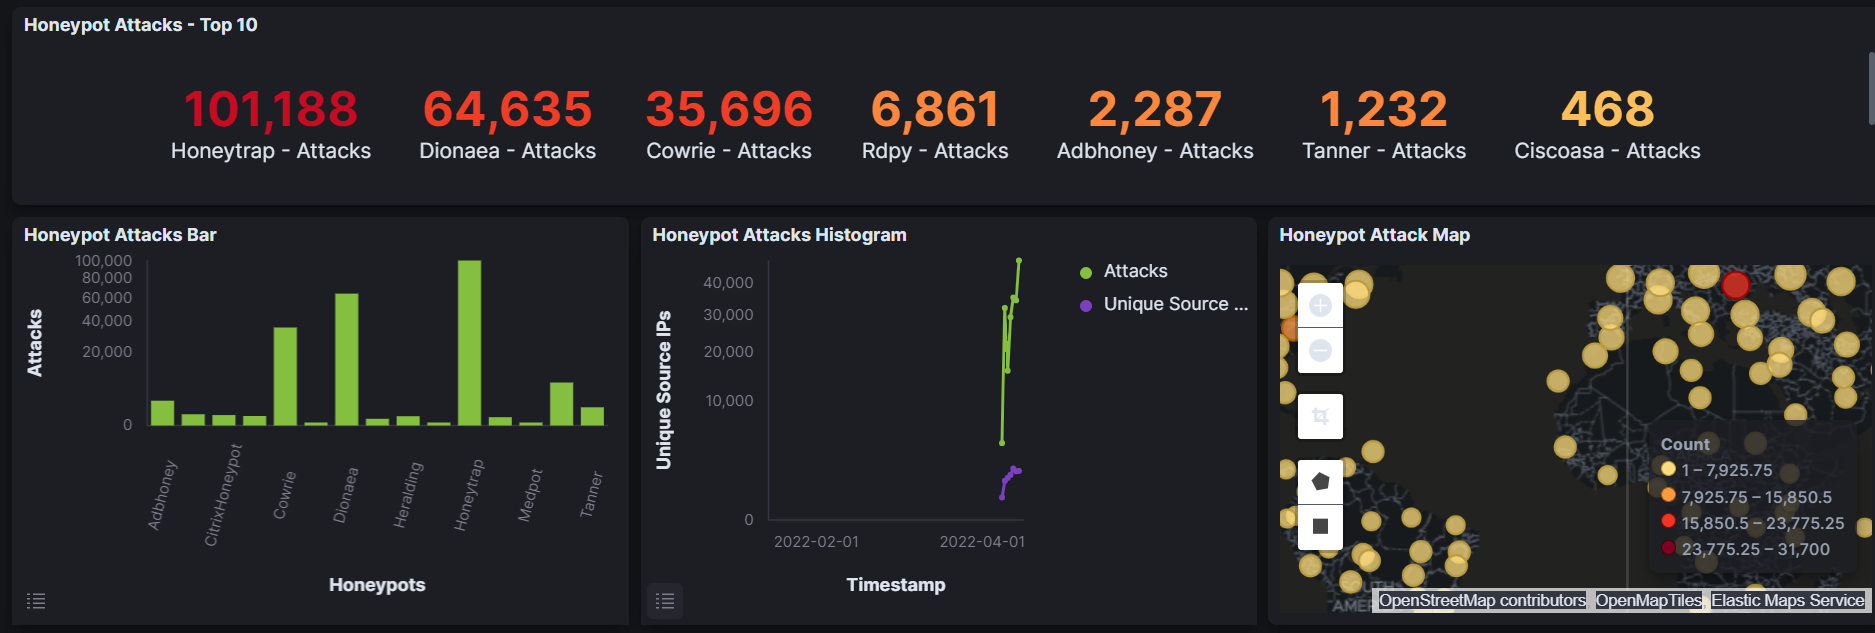 Honeypot Attacks - Top 10
101,188
Honeytrap - Attacks
64,635
Dionaea - Attacks
35,696
Cowrie - Attacks
6,861
Rdpy - Attacks
2,287
Adbhoney - Attacks
1,232
Tanner - Attacks
468
Ciscoasa - Attacks
Honeypot Attacks Bar
Attacks
100,000
80,000
60,000
40,000
20,000
0
Adbhoney
CitrixHoneypot
Cowrie
Dionaea
Heralding
Honeytrap
Medpot
Tanner
Honeypots
Honeypot Attacks Histogram
Attacks
Unique Source ...
Unique Source IPs
40,000
30,000
20,000
10,000
0
2022-02-01
2022-04-01
Timestamp
Honeypot Attack Map
Count
1 – 7,925.75
7,925.75 – 15,850.5
15,850.5 – 23,775.25
23,775.25 – 31,700
SOUTH
AMER
OpenStreetMap contributors, OpenMapTiles, Elastic Maps Service